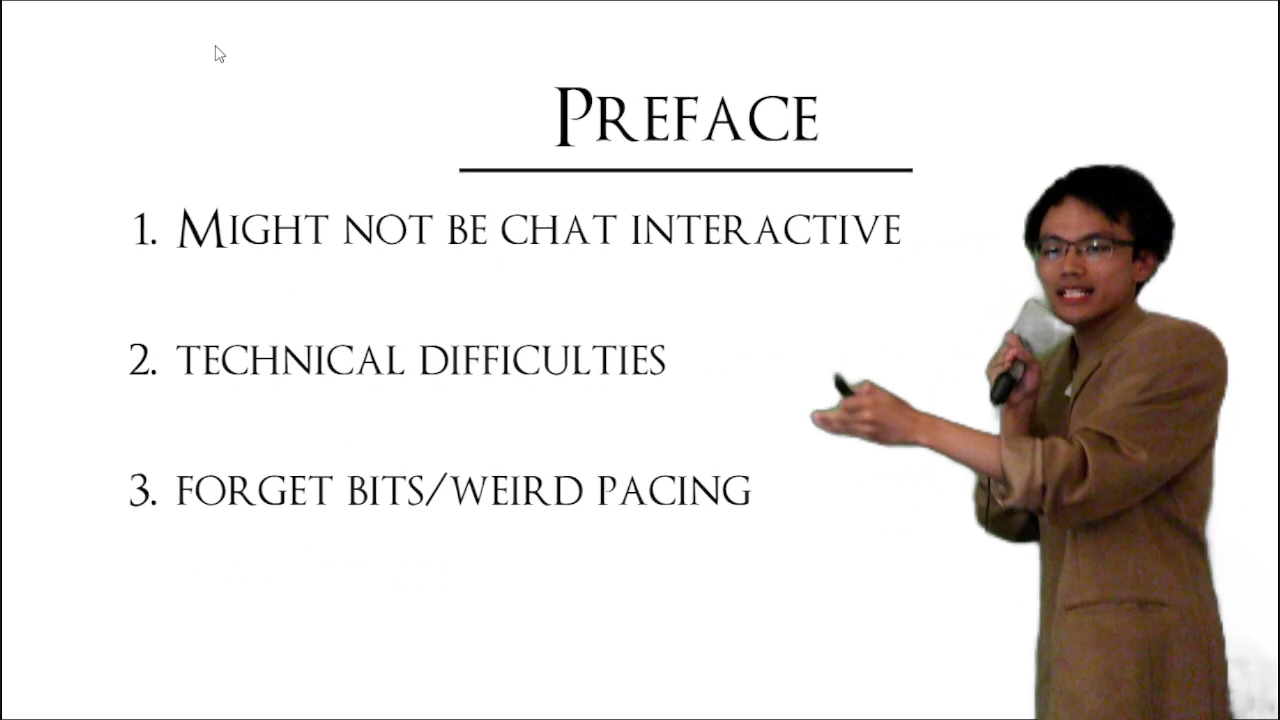 Preface
1. Might not be chat interactive
2. technical difficulties
3. forget bits/weird pacing